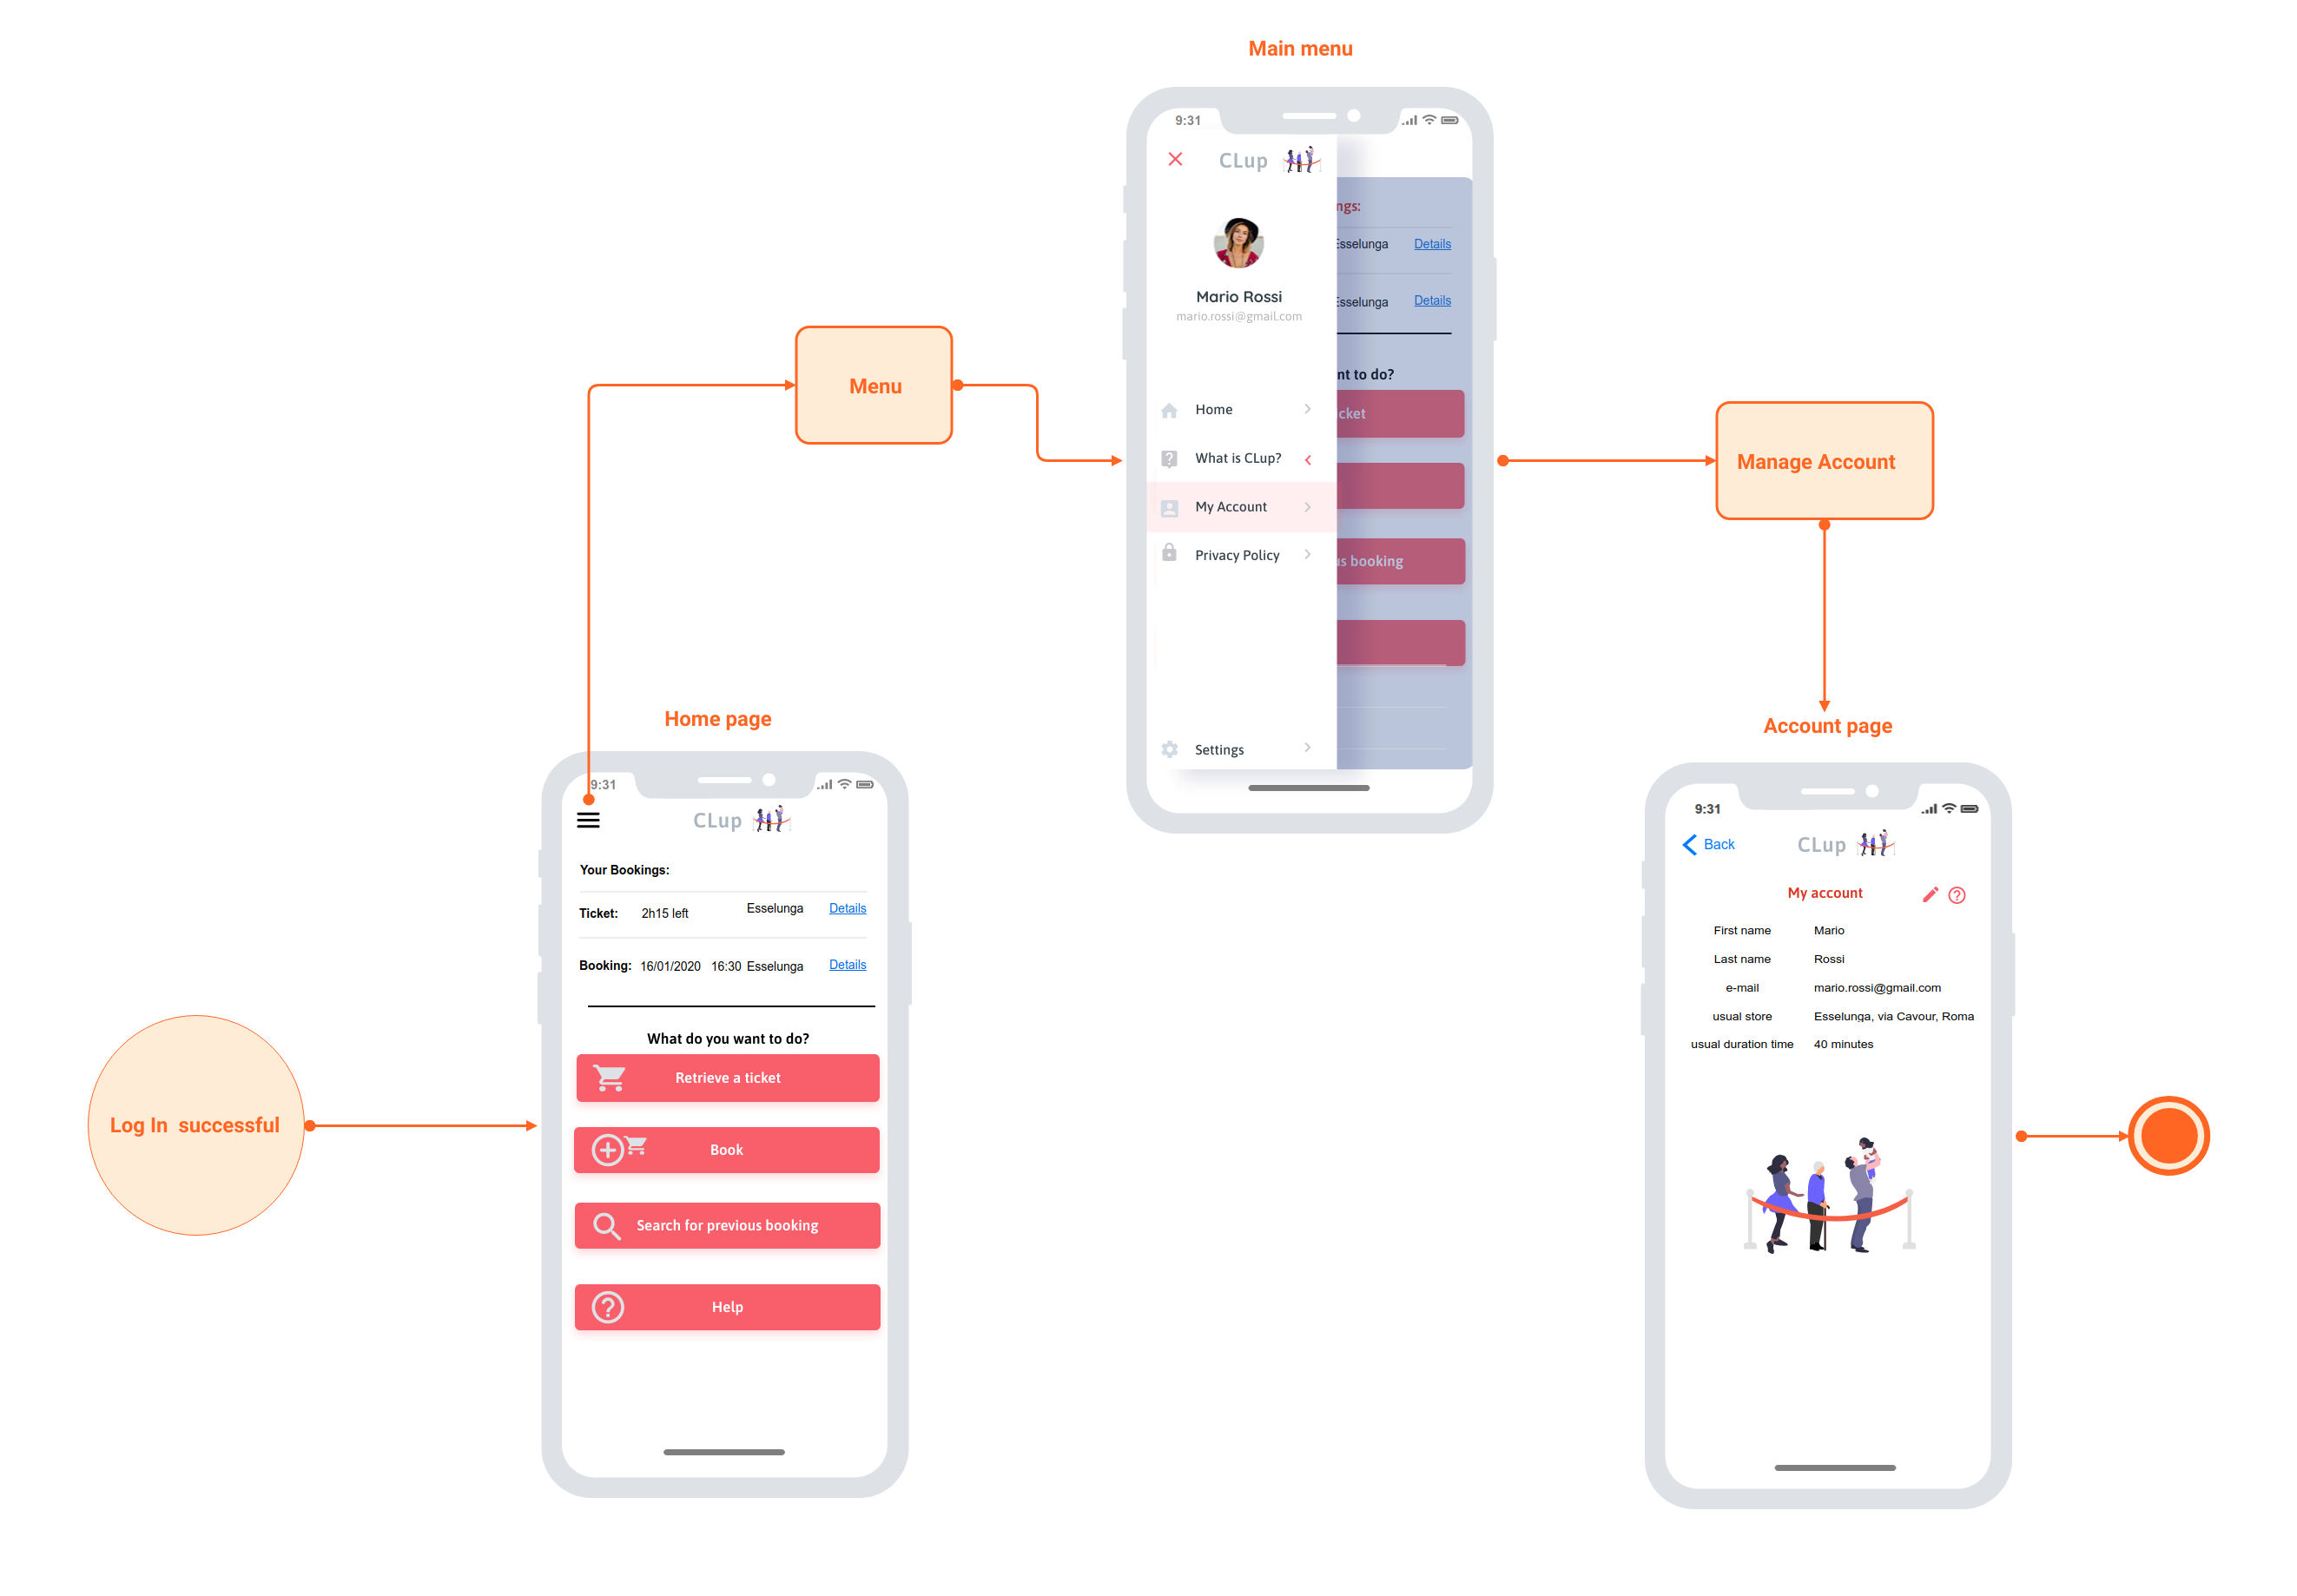 Main menu
9:31
CLup
Mario Rossi
mario.rossi@gmail.com
Home
What is CLup?
My Account
Privacy Policy
Settings
ngs:
Esselunga Details
Esselunga Details
nt to do?
cket
us booking
Menu
Manage Account
Home page
9:31
CLup
Your Bookings:
Ticket: 2h15 left Esselunga Details
Booking: 16/01/2020 16:30 Esselunga Details
What do you want to do?
Retrieve a ticket
Book
Search for previous booking
Help
Log In successful
Account page
9:31
Back CLup
My account
First name Mario
Last name Rossi
e-mail mario.rossi@gmail.com
usual store Esselunga, via Cavour, Roma
usual duration time 40 minutes